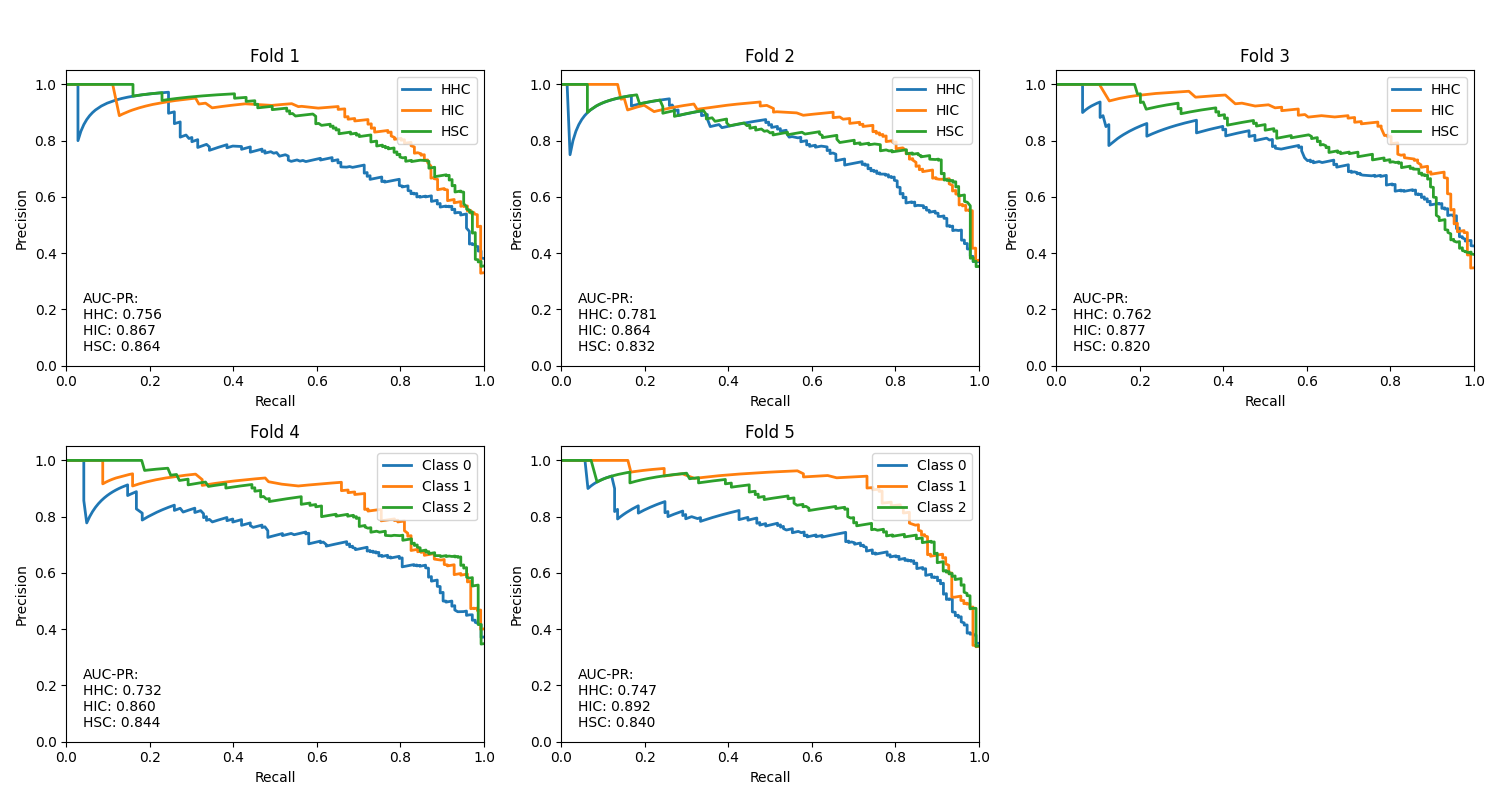 Fold 1
1.0
0.8
0.6
0.4
0.2
0.0
Precision
HHC
HIC
HSC
AUC-PR:
HHC: 0.756
HIC: 0.867
HSC: 0.864
0.0 0.2 0.4 0.6 0.8 1.0
Recall
Fold 2
1.0
0.8
0.6
0.4
0.2
0.0
Precision
HHC
HIC
HSC
AUC-PR:
HHC: 0.781
HIC: 0.864
HSC: 0.832
0.0 0.2 0.4 0.6 0.8 1.0
Recall
Fold 3
1.0
0.8
0.6
0.4
0.2
0.0
Precision
HHC
HIC
HSC
AUC-PR:
HHC: 0.762
HIC: 0.877
HSC: 0.820
0.0 0.2 0.4 0.6 0.8 1.0
Recall
Fold 4
1.0
0.8
0.6
0.4
0.2
0.0
Precision
Class 0
Class 1
Class 2
AUC-PR:
HHC: 0.732
HIC: 0.860
HSC: 0.844
0.0 0.2 0.4 0.6 0.8 1.0
Recall
Fold 5
1.0
0.8
0.6
0.4
0.2
0.0
Precision
Class 0
Class 1
Class 2
AUC-PR:
HHC: 0.747
HIC: 0.892
HSC: 0.840
0.0 0.2 0.4 0.6 0.8 1.0
Recall